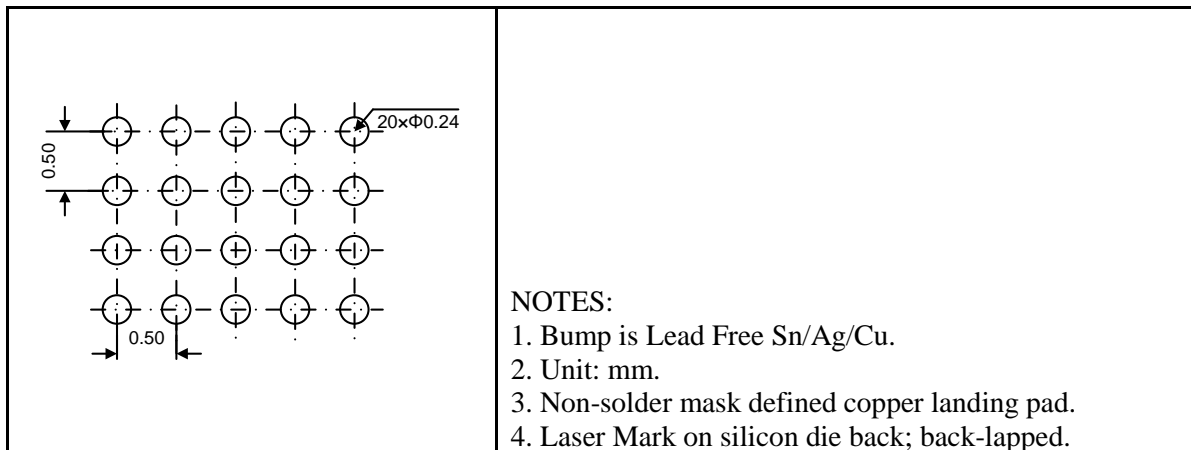 20×Φ0.24
0.50
0.50
NOTES:
1. Bump is Lead Free Sn/Ag/Cu.
2. Unit: mm.
3. Non-solder mask defined copper landing pad.
4. Laser Mark on silicon die back; back-lapped.